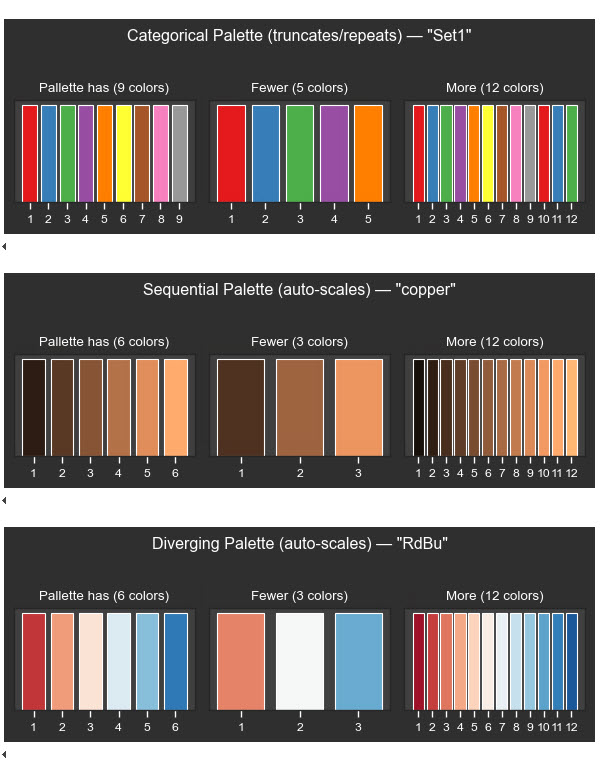 Categorical Palette (truncates/repeats) — "Set1"
Pallette has (9 colors) Fewer (5 colors) More (12 colors)
1 2 3 4 5 6 7 8 9 1 2 3 4 5 1 2 3 4 5 6 7 8 9 10 11 12
Sequential Palette (auto-scales) — "copper"
Pallette has (6 colors) Fewer (3 colors) More (12 colors)
1 2 3 4 5 6 1 2 3 1 2 3 4 5 6 7 8 9 10 11 12
Diverging Palette (auto-scales) — "RdBu"
Pallette has (6 colors) Fewer (3 colors) More (12 colors)
1 2 3 4 5 6 1 2 3 1 2 3 4 5 6 7 8 9 10 11 12